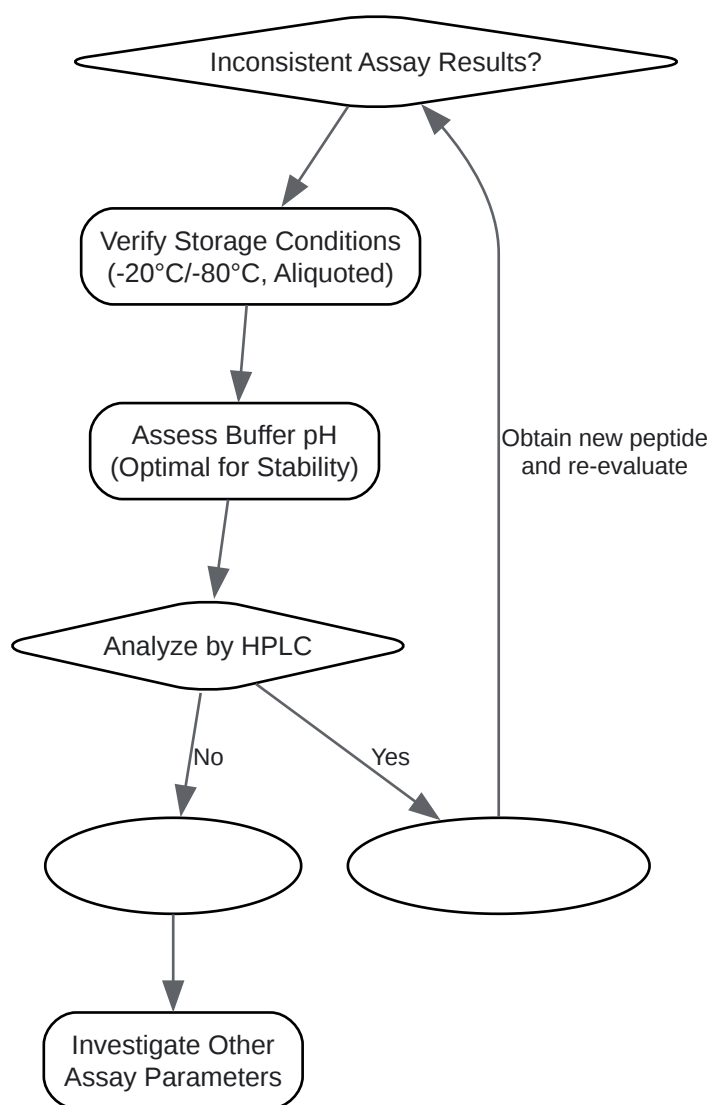 Inconsistent Assay Results?
Verify Storage Conditions
(-20°C/-80°C, Aliquoted)
Obtain new peptide
and re-evaluate
Assess Buffer pH
(Optimal for Stability)
Analyze by HPLC
No
Yes
Investigate Other
Assay Parameters